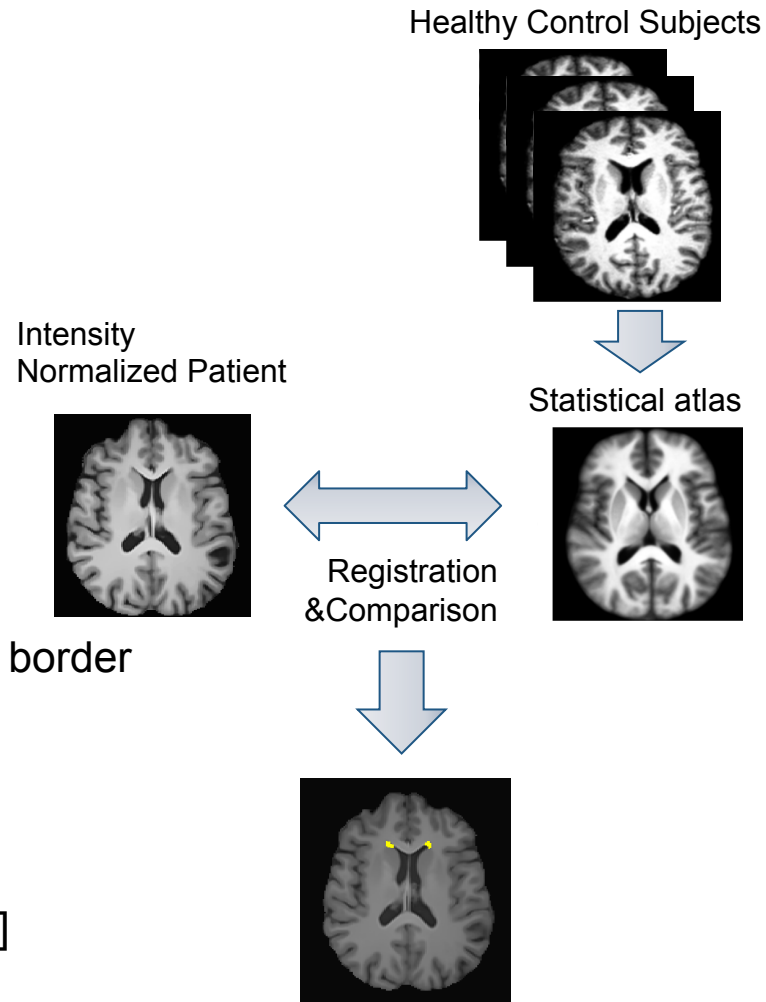 Healthy Control Subjects
Intensity
Normalized Patient
Statistical atlas
Registration
&Comparison
border
]